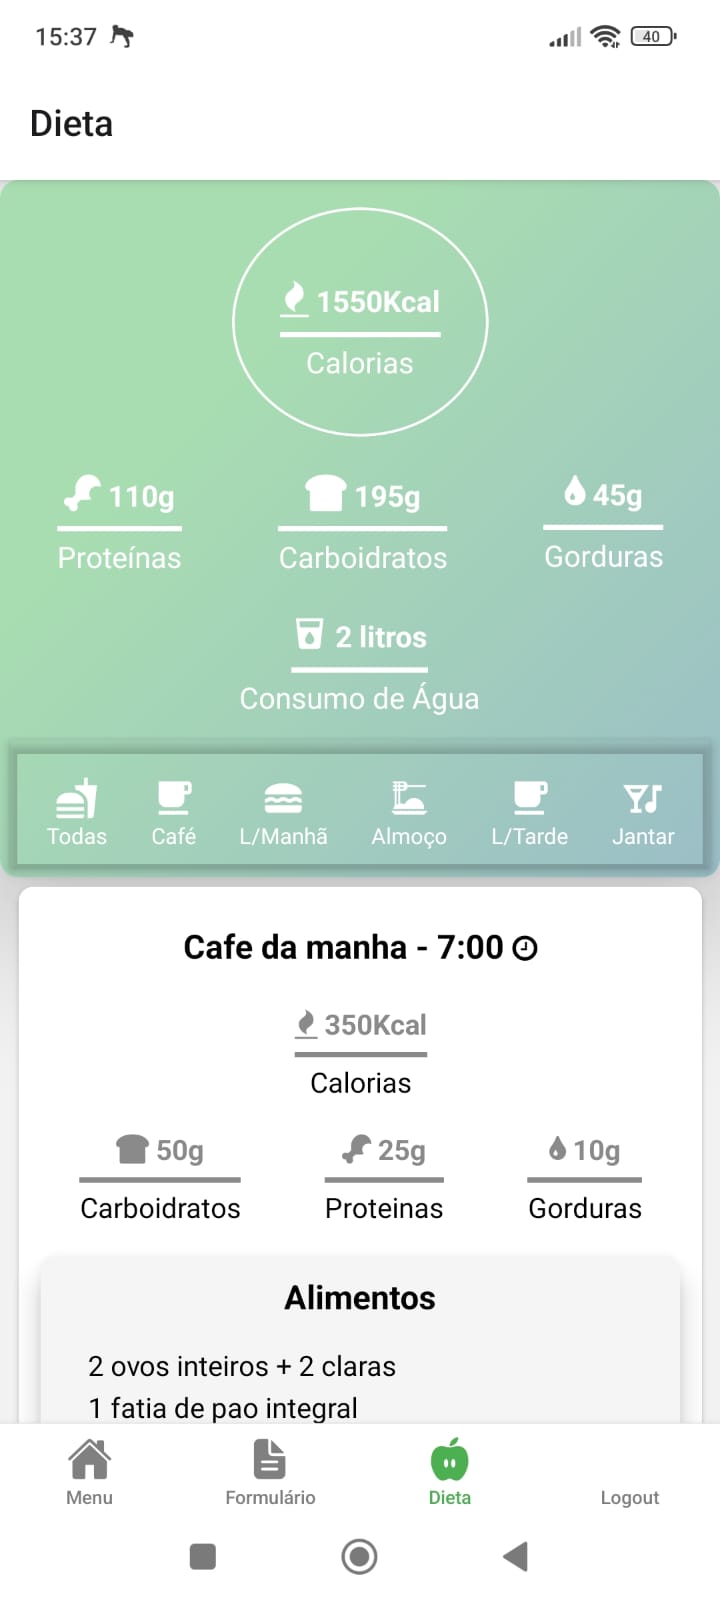 15:37
40
Dieta
1550Kcal
Calorias
110g
195g
45g
Proteínas
Carboidratos
Gorduras
2 litros
Consumo de Água
Todas
Café
L/Manhã
Almoço
L/Tarde
Jantar
Cafe da manha - 7:00
350Kcal
Calorias
50g
25g
10g
Carboidratos
Proteinas
Gorduras
Alimentos
2 ovos inteiros + 2 claras
1 fatia de pao integral
Menu
Formulário
Dieta
Logout